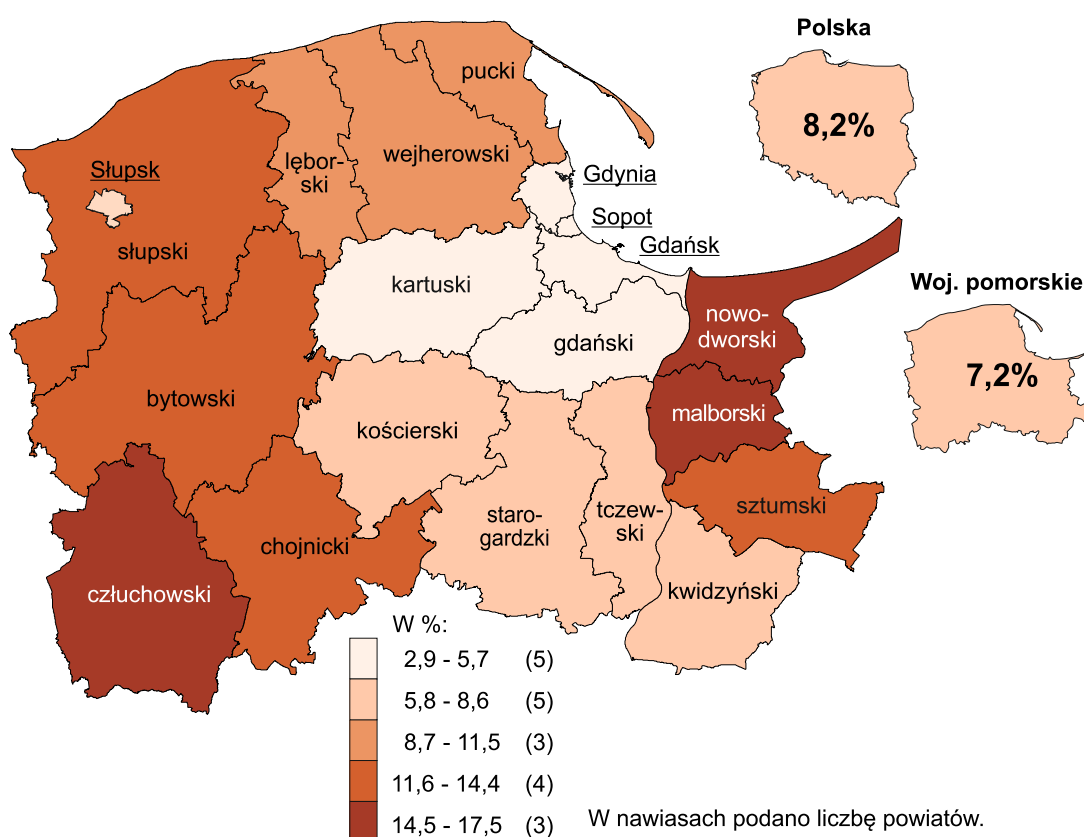 Polska
8,2%
pucki
lębor-
ski
wejherowski
Słupsk
Gdynia
Sopot
Gdańsk
słupski
kartuski
Woj. pomorskie
7,2%
nowo-
dworski
gdański
bytowski
malborski
kościerski
sztumski
staro-
gardzki
tczew-
ski
chojnicki
człuchowski
kwidzyński
W %:
2,9 - 5,7 (5)
5,8 - 8,6 (5)
8,7 - 11,5 (3)
11,6 - 14,4 (4)
14,5 - 17,5 (3)
W nawiasach podano liczbę powiatów.